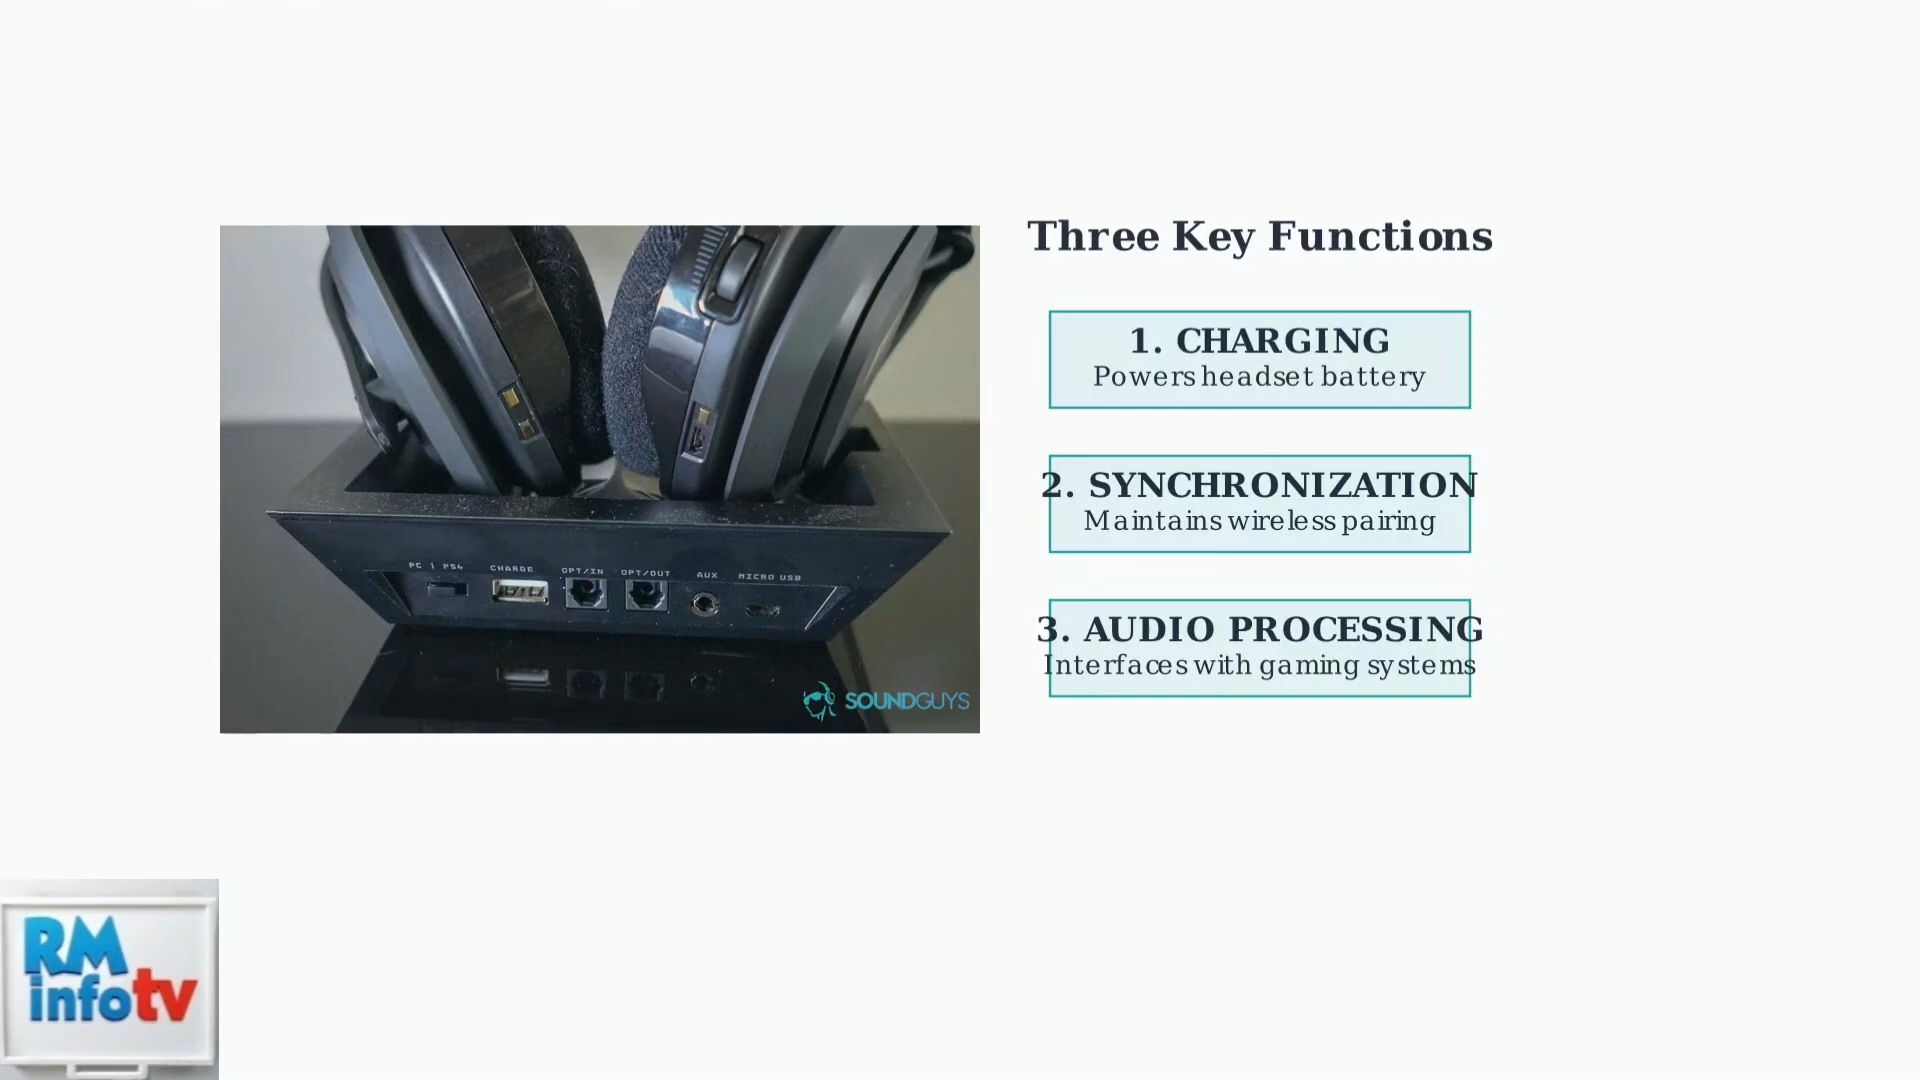 Three Key Functions
1. CHARGING
Powers headset battery
2. SYNCHRONIZATION
Maintains wireless pairing
3. AUDIO PROCESSING
Interfaces with gaming systems
PC | PS4 CHARGE OPT/IN OPT/OUT AUX MICRO USB
SOUNDGUYS
RM
infotv